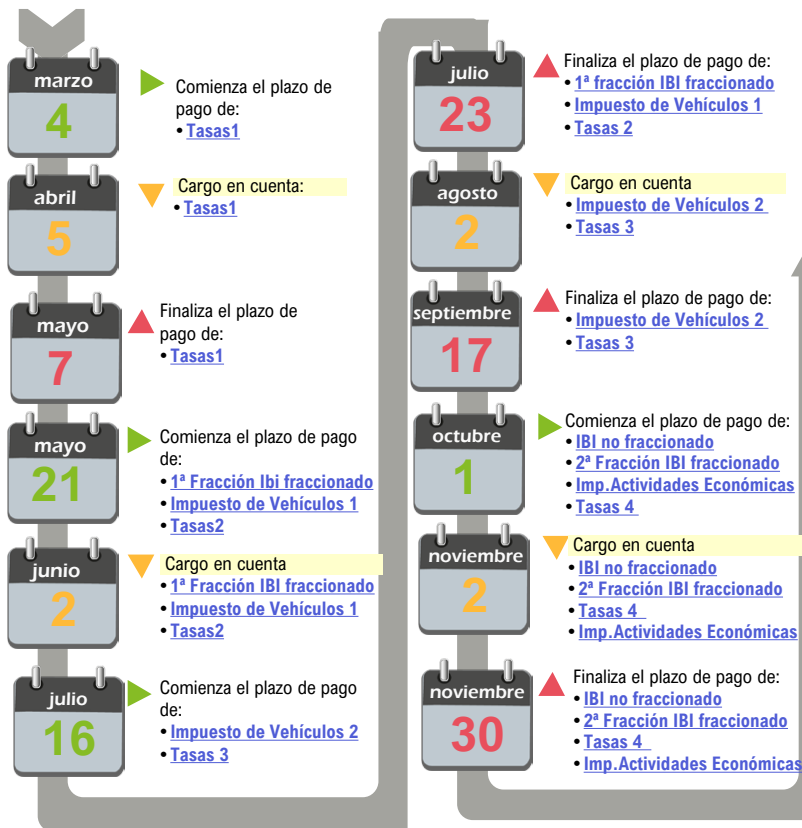 marzo
4
Comienza el plazo de
pago de:
• Tasas1
abril
5
Cargo en cuenta:
• Tasas1
mayo
7
Finaliza el plazo de
pago de:
• Tasas1
mayo
21
Comienza el plazo de pago
de:
• 1ª Fracción Ibi fraccionado
• Impuesto de Vehículos 1
• Tasas2
junio
2
Cargo en cuenta
• 1ª Fracción IBI fraccionado
• Impuesto de Vehículos 1
• Tasas2
julio
16
Comienza el plazo de pago
de:
• Impuesto de Vehículos 2
• Tasas 3
julio
23
Finaliza el plazo de pago de:
• 1ª fracción IBI fraccionado
• Impuesto de Vehículos 1
• Tasas 2
agosto
2
Cargo en cuenta
• Impuesto de Vehículos 2
• Tasas 3
septiembre
17
Finaliza el plazo de pago de:
• Impuesto de Vehículos 2
• Tasas 3
octubre
1
Comienza el plazo de pago de:
• IBI no fraccionado
• 2ª Fracción IBI fraccionado
• Imp.Actividades Económicas
• Tasas 4
noviembre
2
Cargo en cuenta
• IBI no fraccionado
• 2ª Fracción IBI fraccionado
• Tasas 4
• Imp.Actividades Económicas
noviembre
30
Finaliza el plazo de pago de:
• IBI no fraccionado
• 2ª Fracción IBI fraccionado
• Tasas 4
• Imp.Actividades Económicas